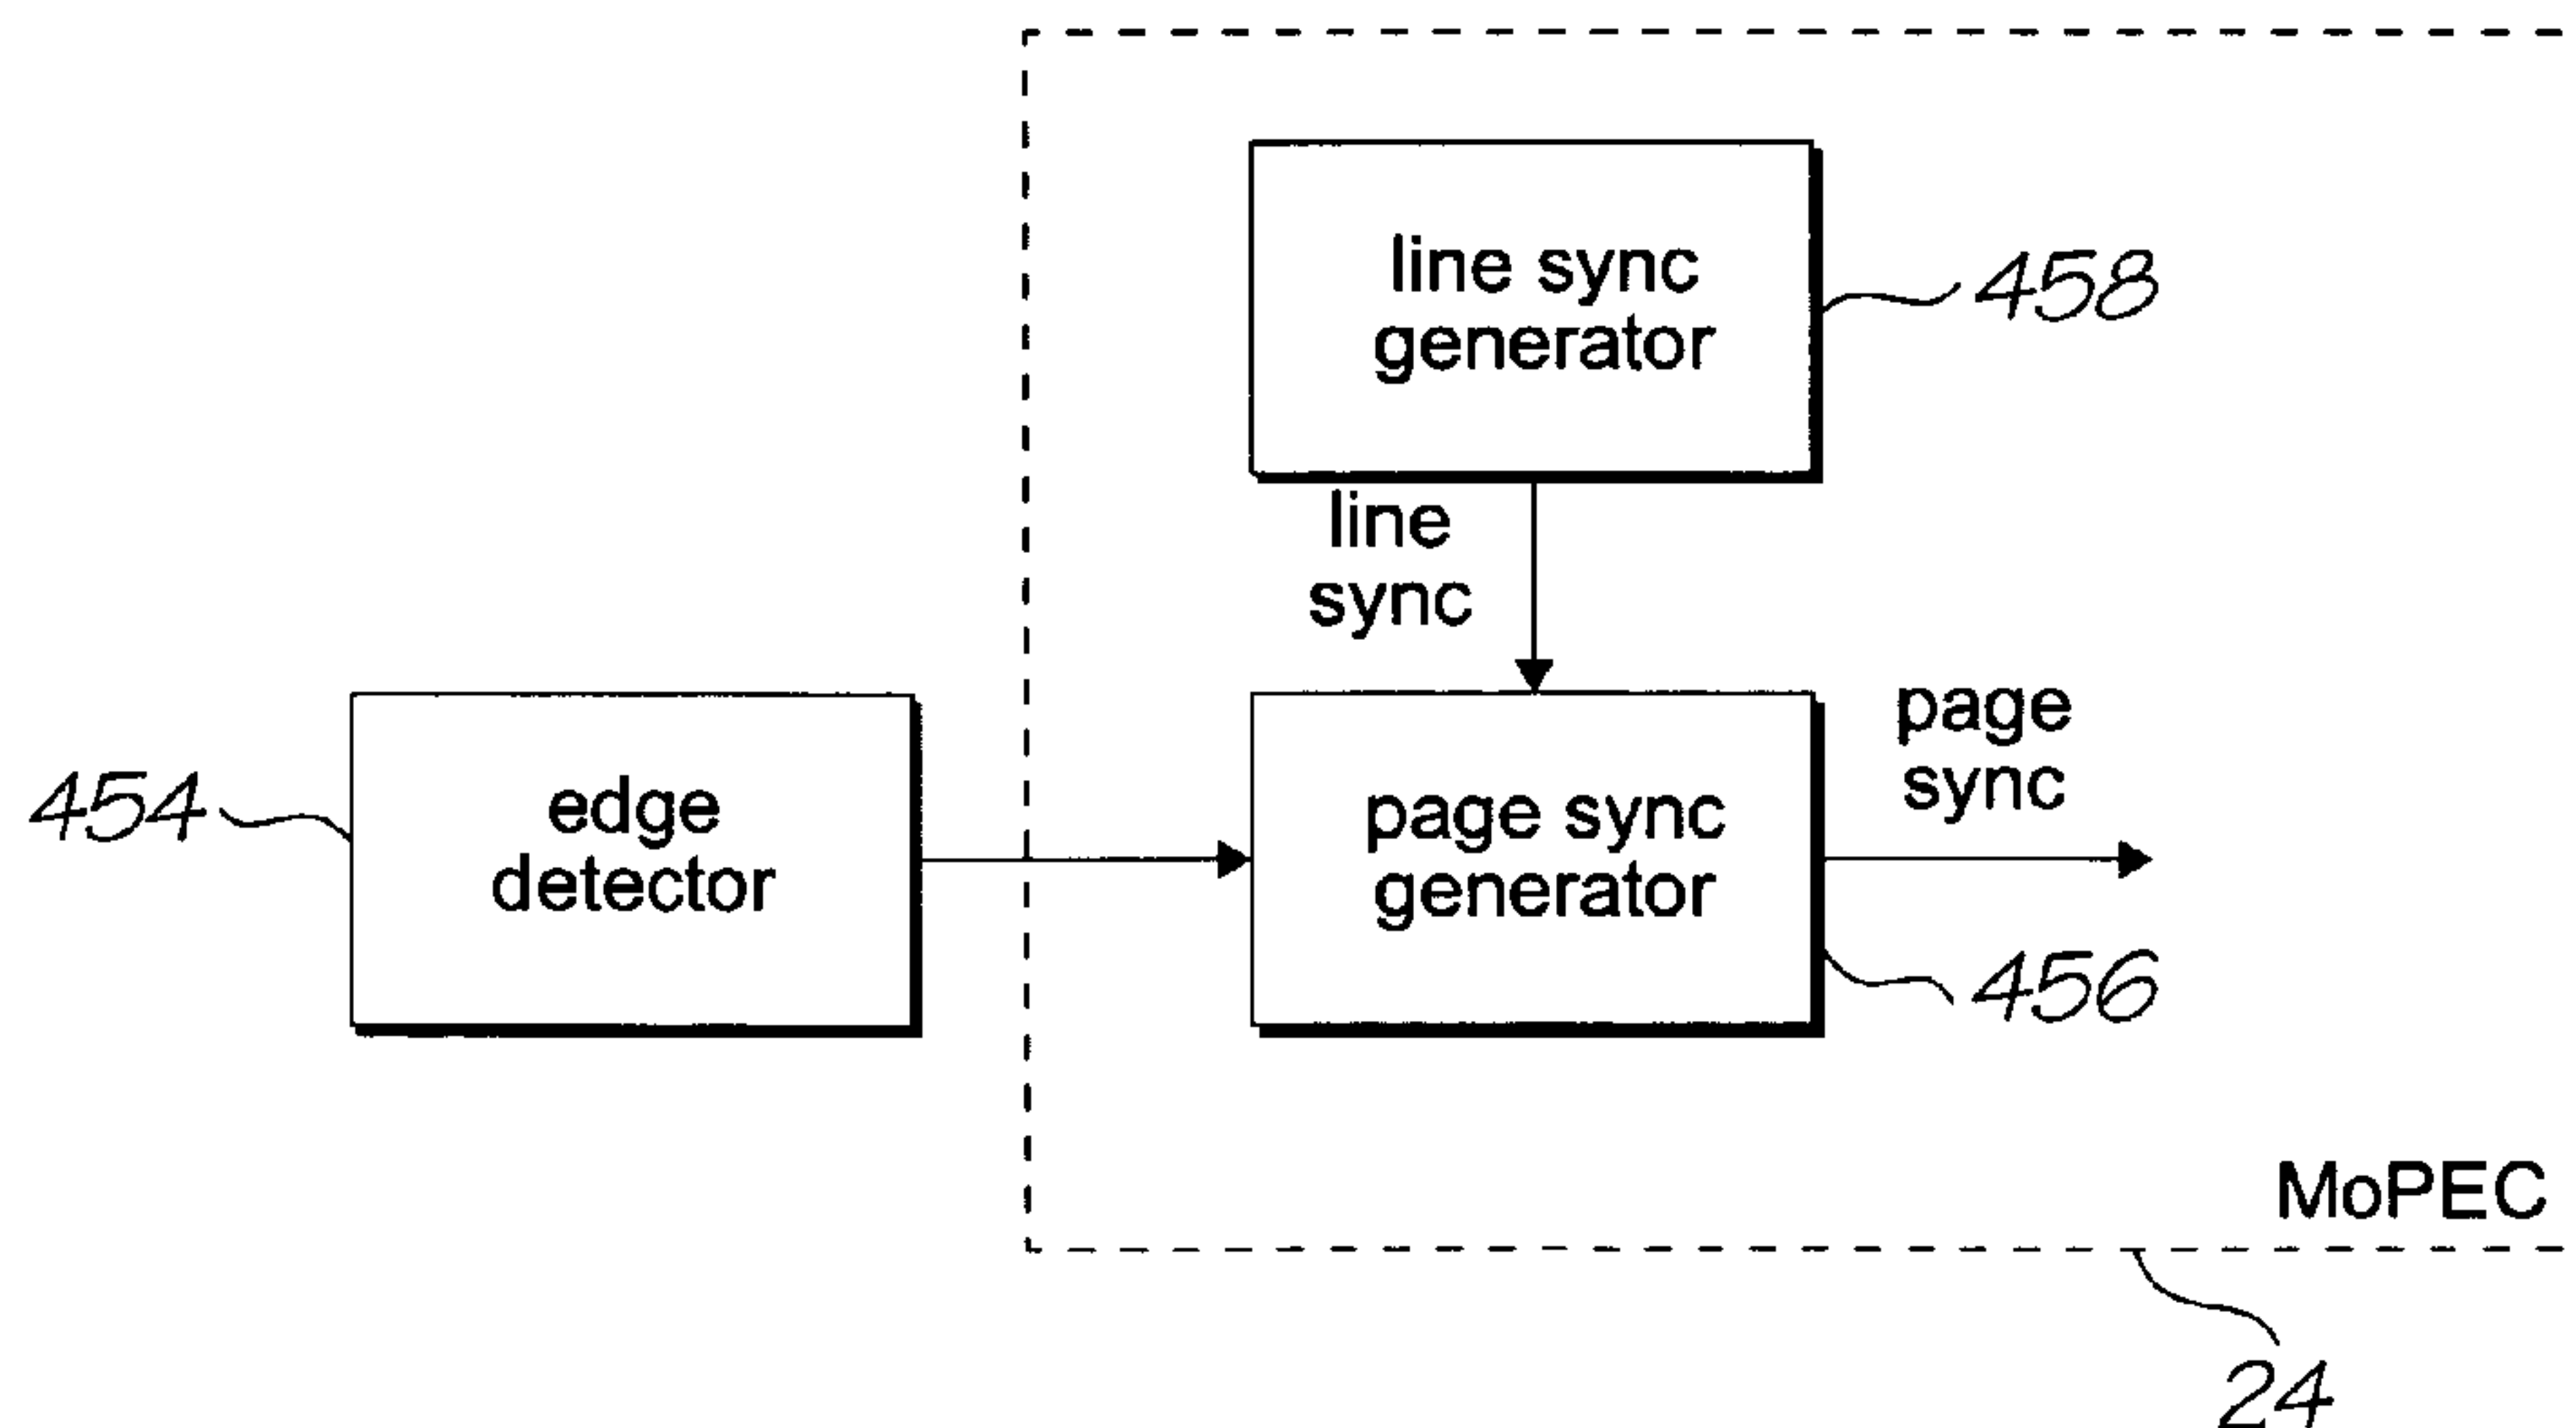 line sync
generator
458
line
sync
454
edge
detector
page sync
generator
page
sync
456
MoPEC
24